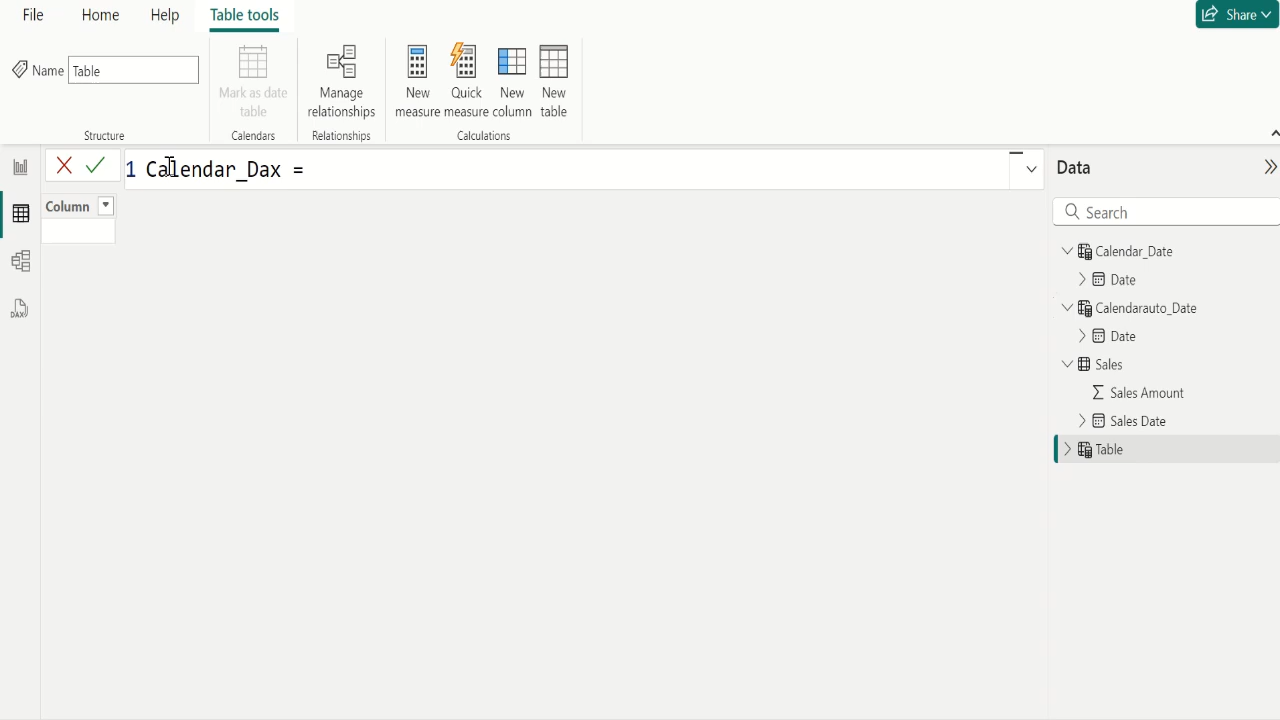 File Home Help Table tools Share
Name Table
Mark as date table
Manage relationships
New measure
Quick measure
New column
New table
Structure Calendars Relationships Calculations
1 Calendar_Dax =
Column
Data
Search
Calendar_Date
Date
Calendarauto_Date
Date
Sales
Sales Amount
Sales Date
Table
DAX